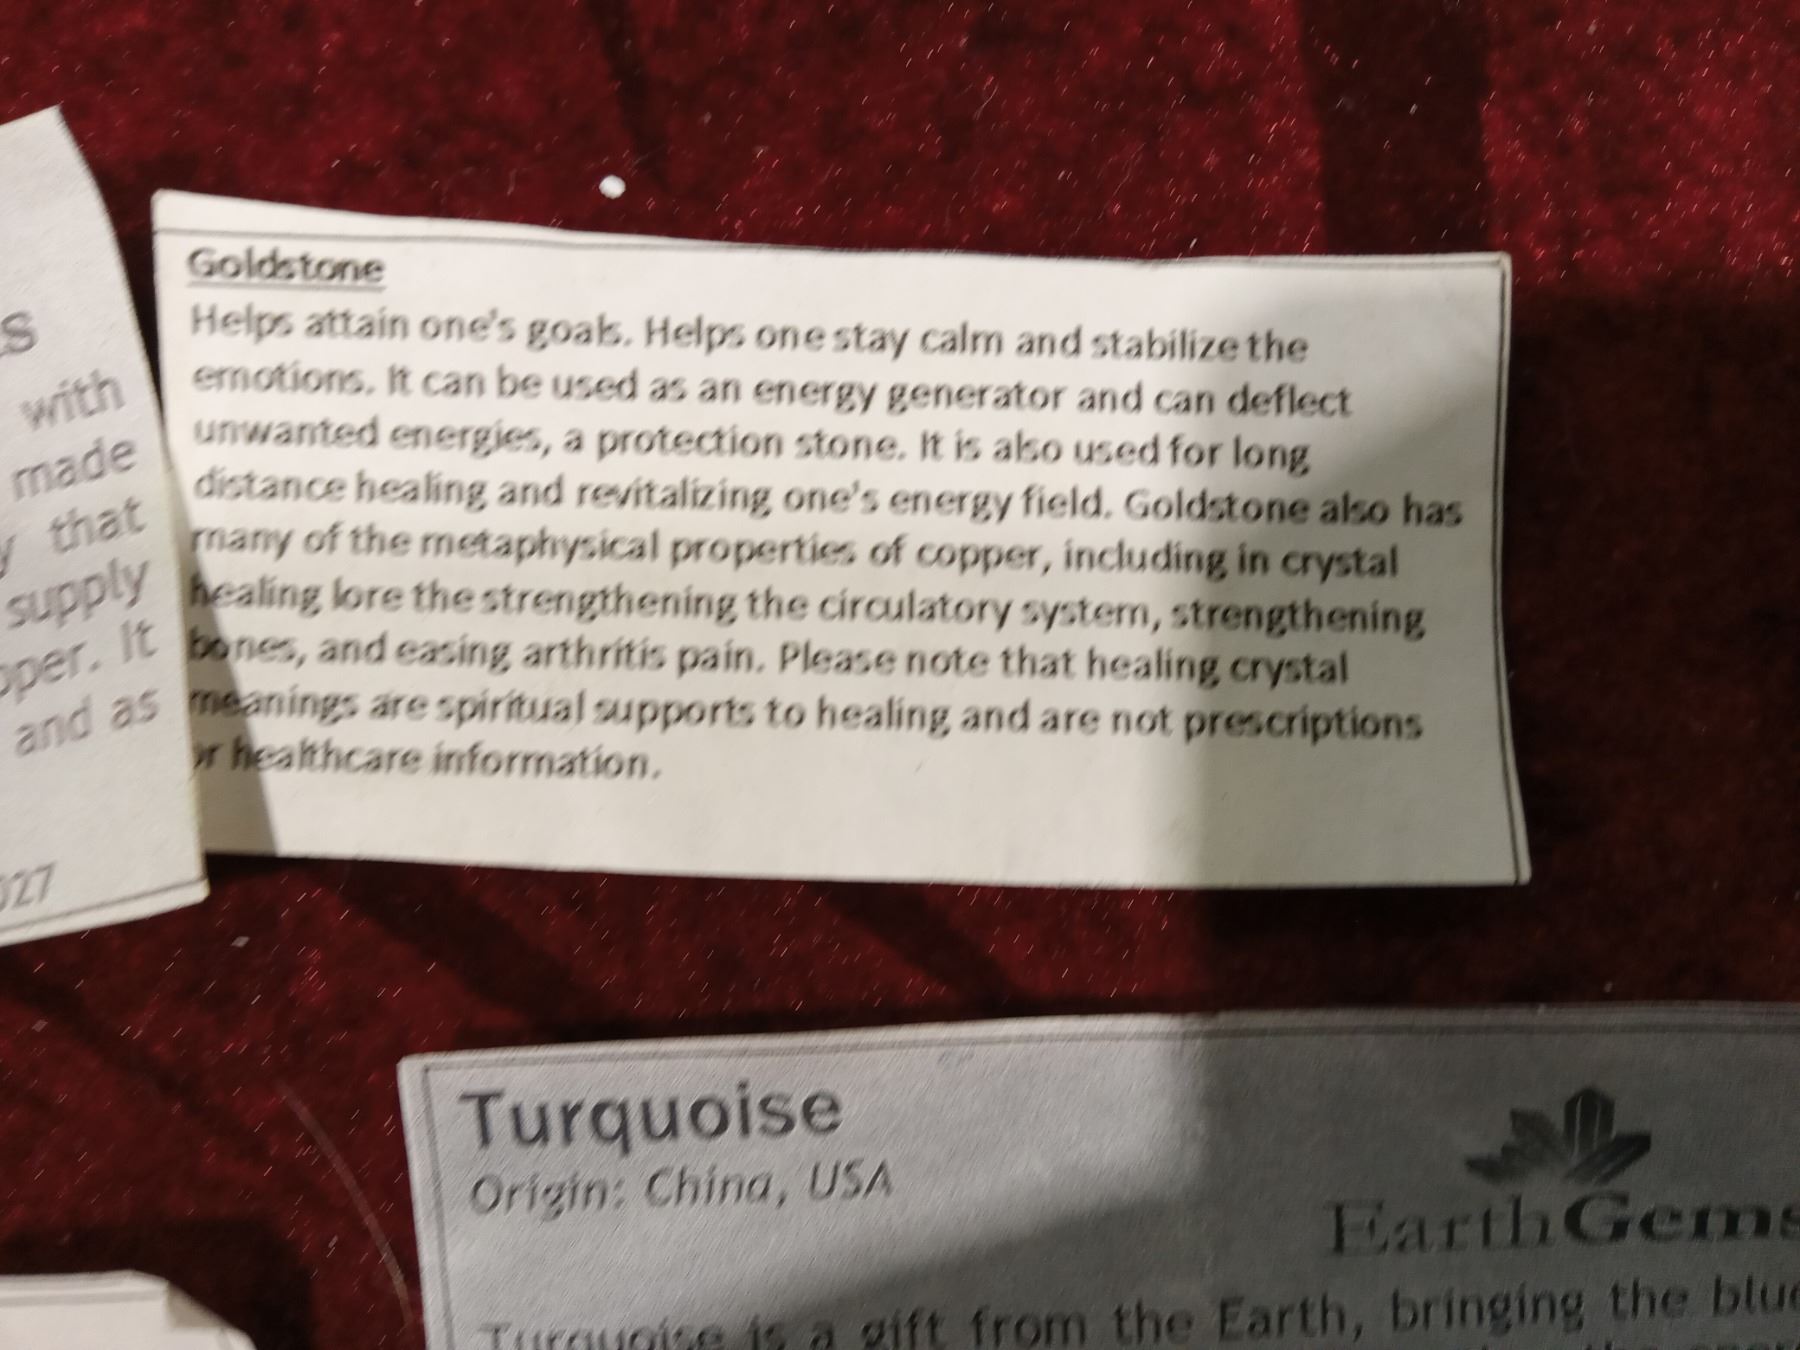 s
with
made
that
supply
It
and as
027
Goldstone
Helps attain one's goals. Helps one stay calm and stabilize the
emotions. It can be used as an energy generator and can deflect
unwanted energies, a protection stone. It is also used for long
distance healing and revitalizing one's energy field. Goldstone also has
many of the metaphysical properties of copper, including in crystal
healing lore the strengthening the circulatory system, strengthening
bones, and easing arthritis pain. Please note that healing crystal
meanings are spiritual supports to healing and are not prescriptions
or healthcare information.
Turquoise
Origin: China, USA
EarthGems
Turquoise is a gift from the Earth, bringing the blue